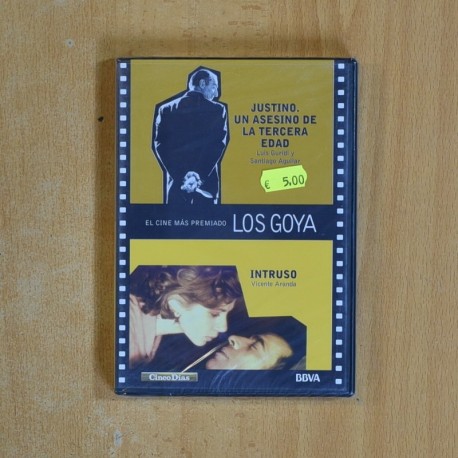 JUSTINO,
UN ASESINO DE
LA TERCERA
EDAD
Luis Guridi y
Santiago Aguilar
€ 5,00
EL CINE MÁS PREMIADO LOS GOYA
INTRUSO
Vicente Aranda
CincoDías
BBVA